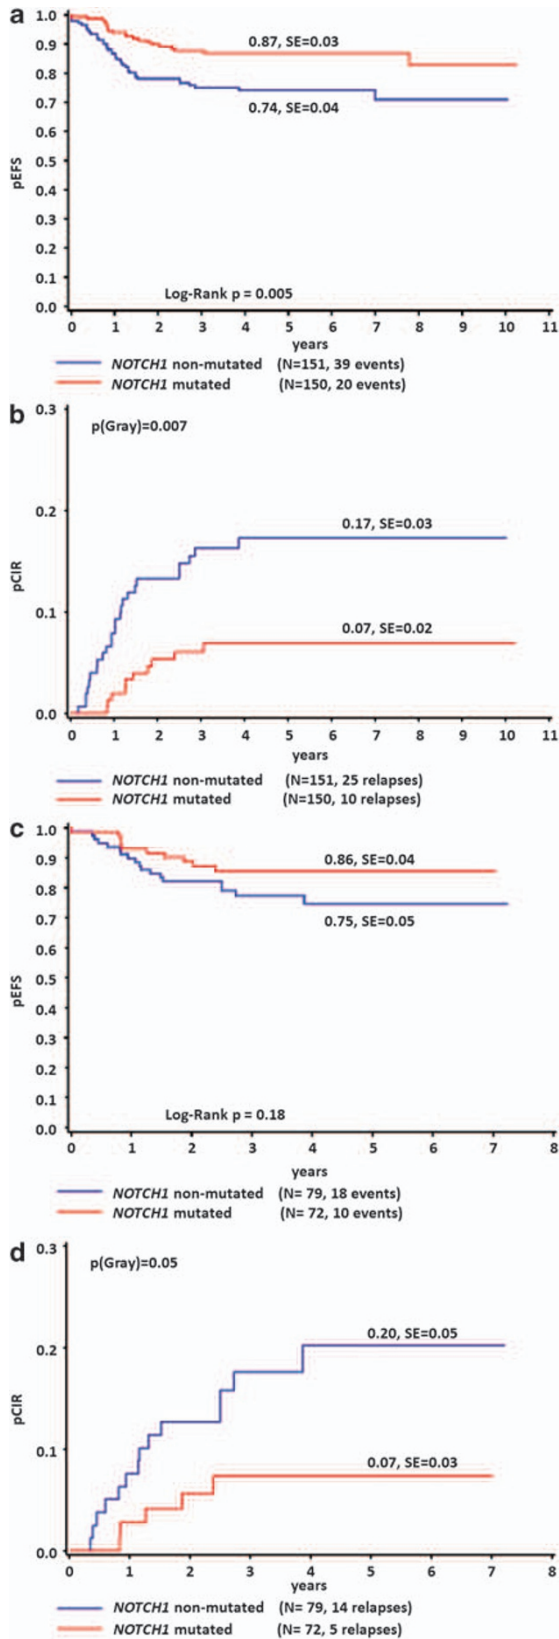 a
1.0
0.9
0.8
0.7
0.6
0.5
0.4
0.3
0.2
0.1
0.0
pEFS
0.87, SE=0.03
0.74, SE=0.04
Log-Rank p = 0.005
0 1 2 3 4 5 6 7 8 9 10 11
years
NOTCH1 non-mutated (N=151, 39 events)
NOTCH1 mutated (N=150, 20 events)
b
0.3
0.2
0.1
0.0
pCIR
p(Gray)=0.007
0.17, SE=0.03
0.07, SE=0.02
0 1 2 3 4 5 6 7 8 9 10 11
years
NOTCH1 non-mutated (N=151, 25 relapses)
NOTCH1 mutated (N=150, 10 relapses)
c
1.0
0.9
0.8
0.7
0.6
0.5
0.4
0.3
0.2
0.1
0.0
pEFS
0.86, SE=0.04
0.75, SE=0.05
Log-Rank p = 0.18
0 1 2 3 4 5 6 7 8
years
NOTCH1 non-mutated (N= 79, 18 events)
NOTCH1 mutated (N= 72, 10 events)
d
0.3
0.2
0.1
0.0
pCIR
p(Gray)=0.05
0.20, SE=0.05
0.07, SE=0.03
0 1 2 3 4 5 6 7 8
years
NOTCH1 non-mutated (N= 79, 14 relapses)
NOTCH1 mutated (N= 72, 5 relapses)